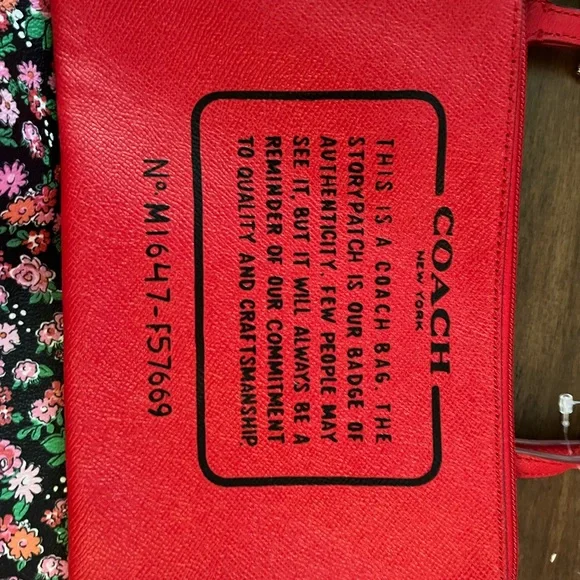 COACH
NEW YORK
THIS IS A COACH BAG. THE
STORYPATCH IS OUR BADGE OF
AUTHENTICITY. FEW PEOPLE MAY
SEE IT, BUT IT WILL ALWAYS BE A
REMINDER OF OUR COMMITMENT
TO QUALITY AND CRAFTSMANSHIP.
Nº M1647-F57669